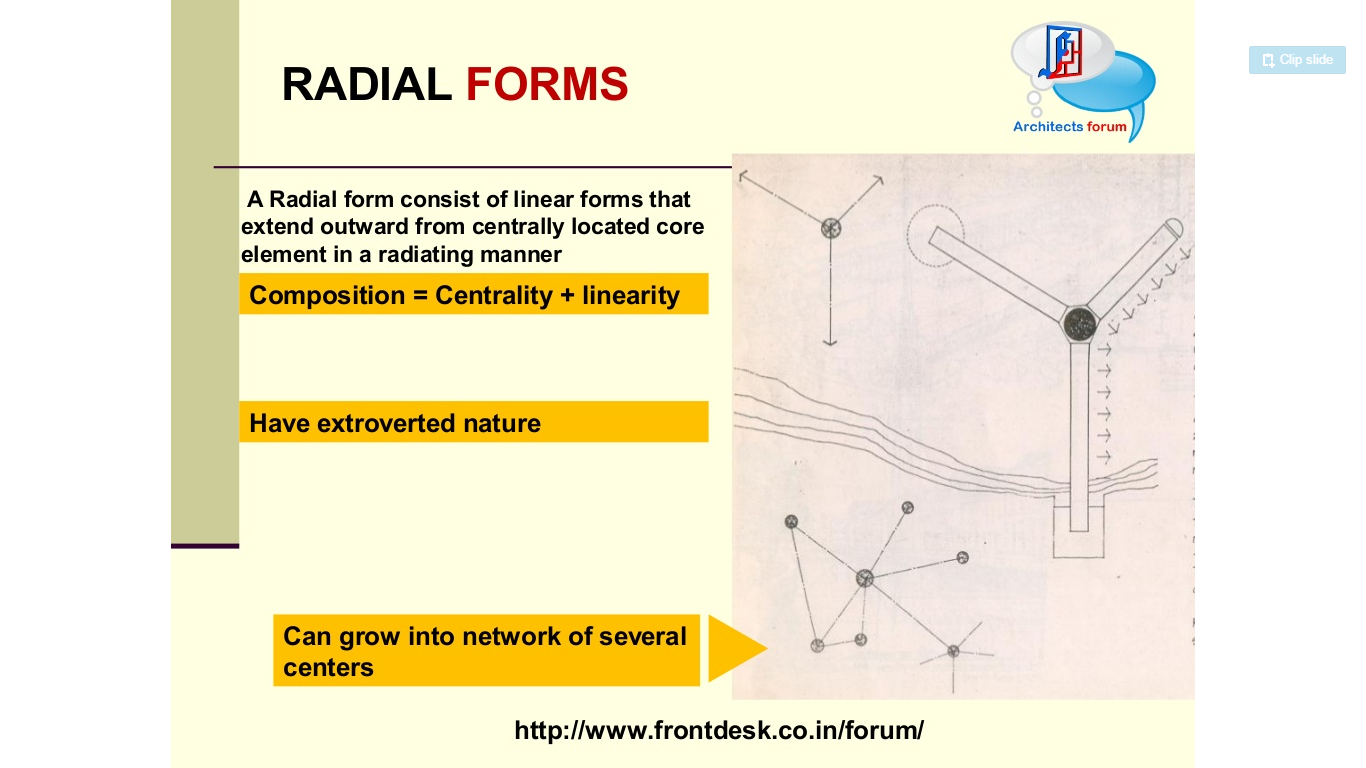 RADIAL FORMS
Architects forum
Clip slide
A Radial form consist of linear forms that
extend outward from centrally located core
element in a radiating manner
Composition = Centrality + linearity
Have extroverted nature
Can grow into network of several
centers
http://www.frontdesk.co.in/forum/